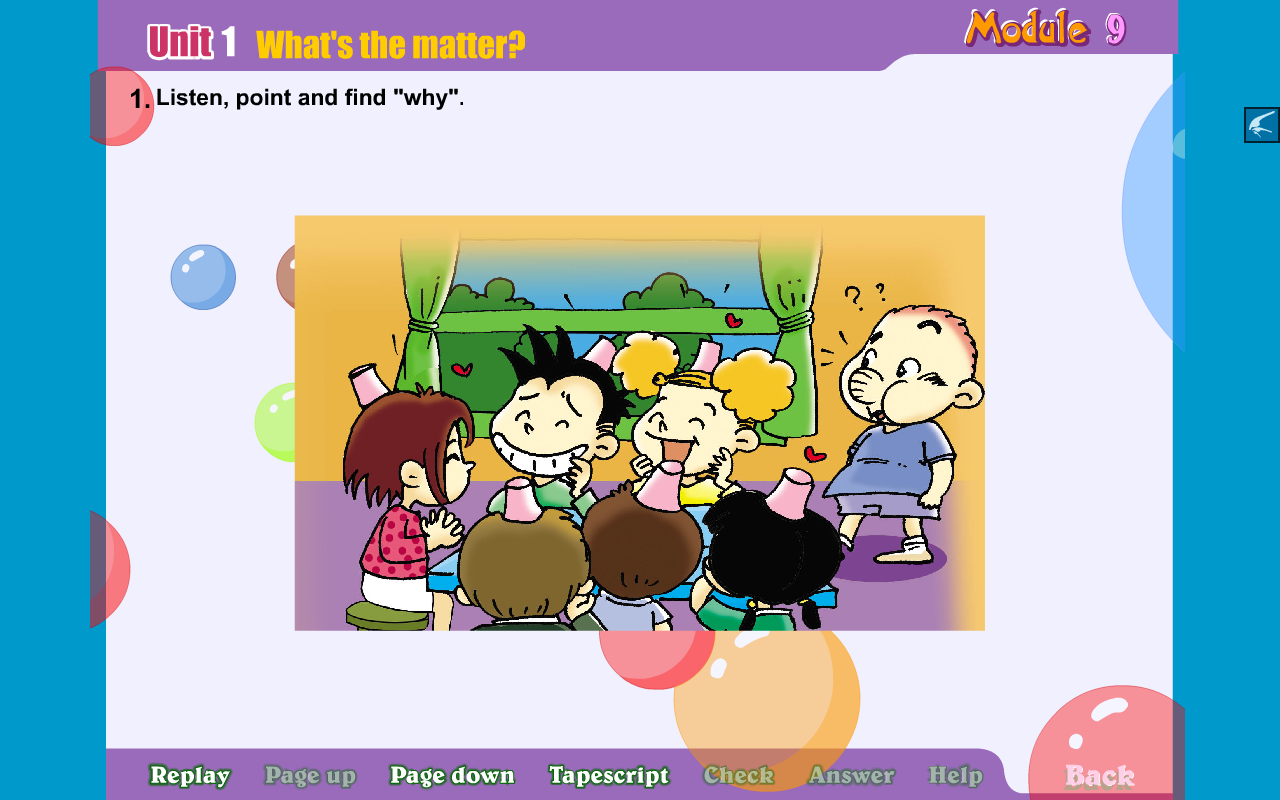 Unit 1 What's the matter?
Module 9
1. Listen, point and find "why".
? ?
Replay Page up Page down Tapescript Check Answer Help Back